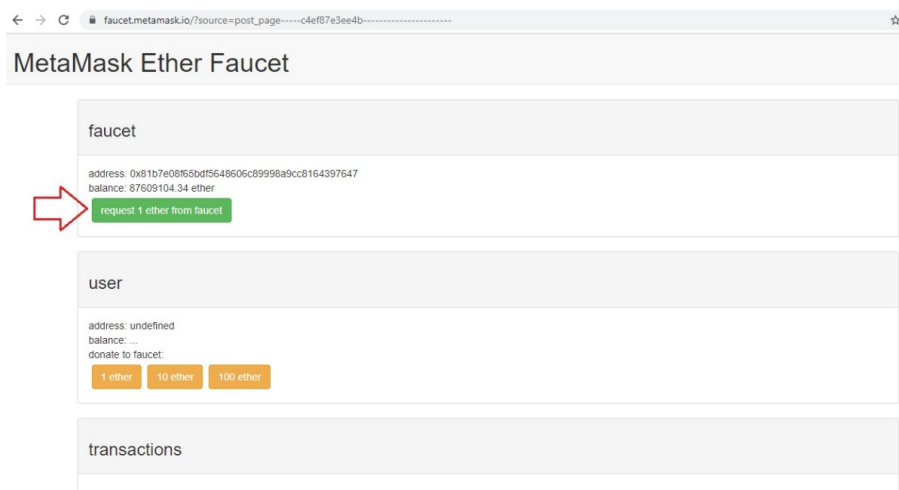 faucet.metamask.io/?source=post_page-----c4ef87e3ee4b----------------------
MetaMask Ether Faucet
faucet
address: 0x81b7e08f65bdf5648606c89998a9cc8164397647
balance: 87609104.34 ether
request 1 ether from faucet
user
address: undefined
balance: ...
donate to faucet:
1 ether 10 ether 100 ether
transactions